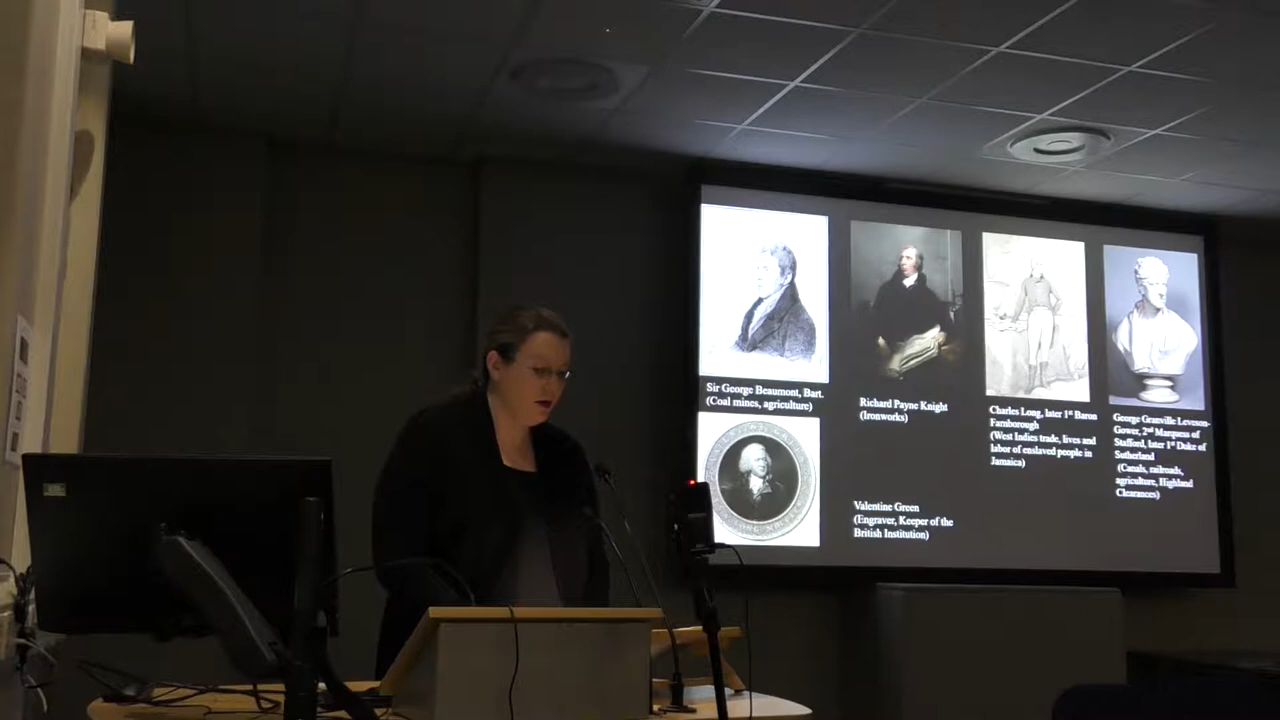 Sir George Beaumont, Bart.
(Coal mines, agriculture)
Richard Payne Knight
(Ironworks)
Charles Long, later 1st Baron
Farnborough
(West Indies trade, lives and
labor of enslaved people in
Jamaica)
George Granville Leveson-
Gower, 2nd Marquess of
Stafford, later 1st Duke of
Sutherland
(Canals, railroads,
agriculture, Highland
Clearances)
Valentine Green
(Engraver, Keeper of the
British Institution)